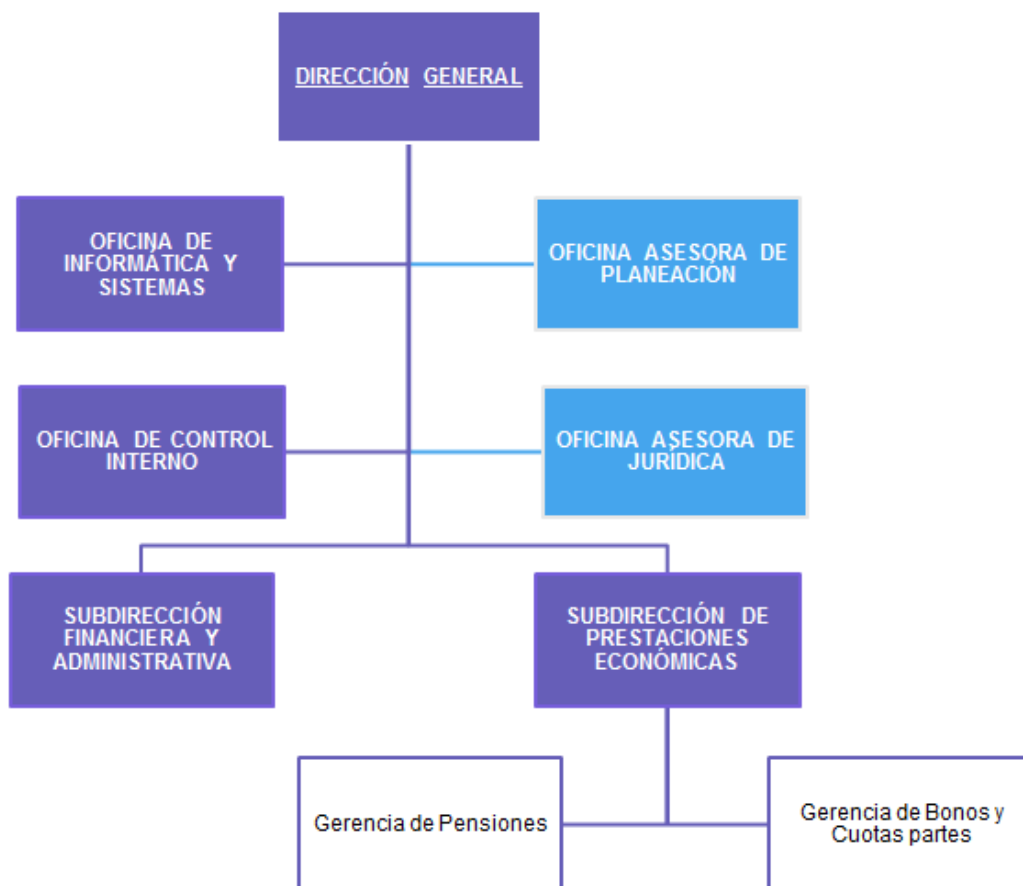 DIRECCIÓN GENERAL
OFICINA DE
INFORMÁTICA Y
SISTEMAS
OFICINA ASESORA DE
PLANEACIÓN
OFICINA DE CONTROL
INTERNO
OFICINA ASESORA DE
JURÍDICA
SUBDIRECCIÓN
FINANCIERA Y
ADMINISTRATIVA
SUBDIRECCIÓN DE
PRESTACIONES
ECONÓMICAS
Gerencia de Pensiones
Gerencia de Bonos y
Cuotas partes